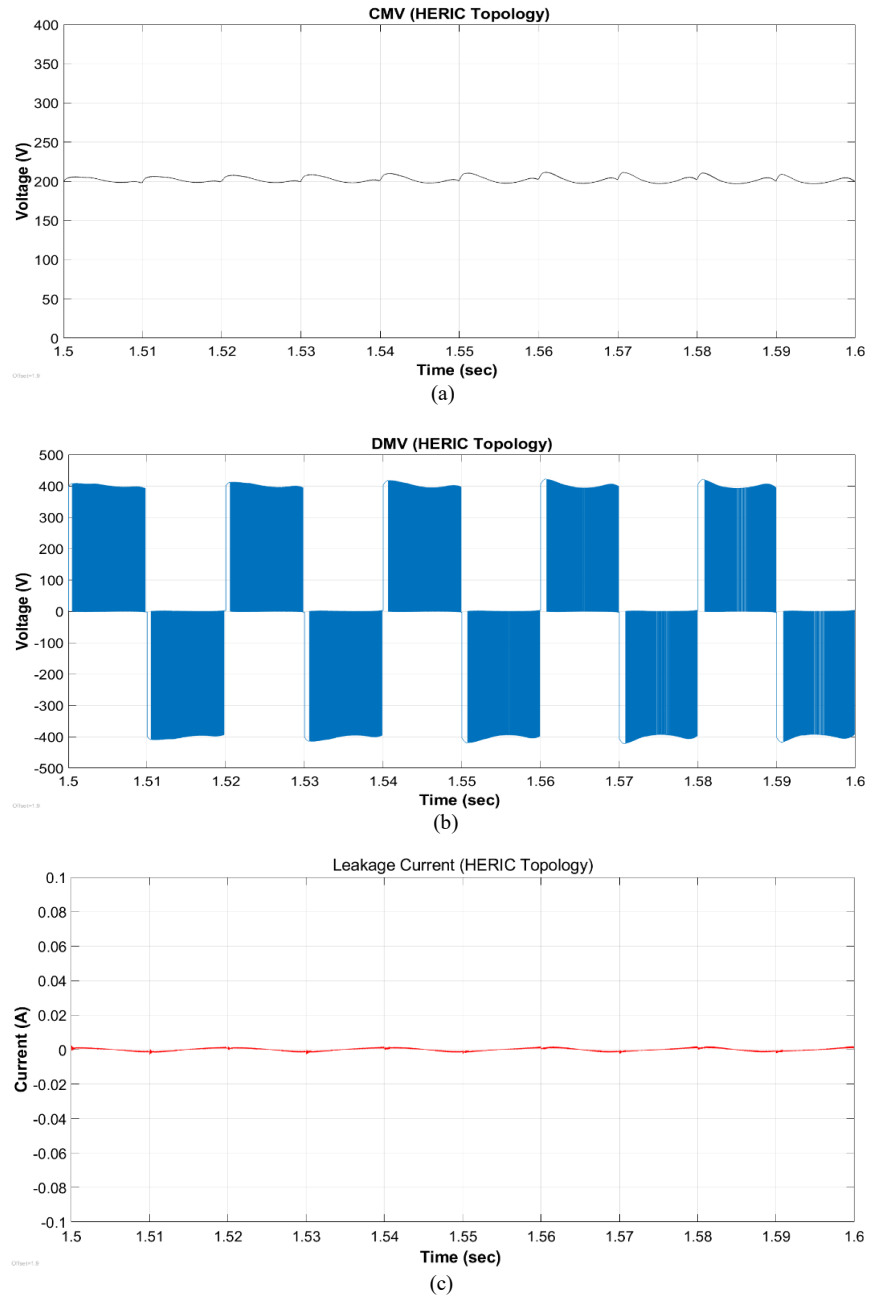 CMV (HERIC Topology)
400
350
300
250
200
150
100
50
0
Voltage (V)
1.5 1.51 1.52 1.53 1.54 1.55 1.56 1.57 1.58 1.59 1.6
Time (sec)
(a)
DMV (HERIC Topology)
500
400
300
200
100
0
-100
-200
-300
-400
-500
Voltage (V)
1.5 1.51 1.52 1.53 1.54 1.55 1.56 1.57 1.58 1.59 1.6
Time (sec)
(b)
Leakage Current (HERIC Topology)
0.1
0.08
0.06
0.04
0.02
0
-0.02
-0.04
-0.06
-0.08
-0.1
Currrent (A)
1.5 1.51 1.52 1.53 1.54 1.55 1.56 1.57 1.58 1.59 1.6
Time (sec)
(c)